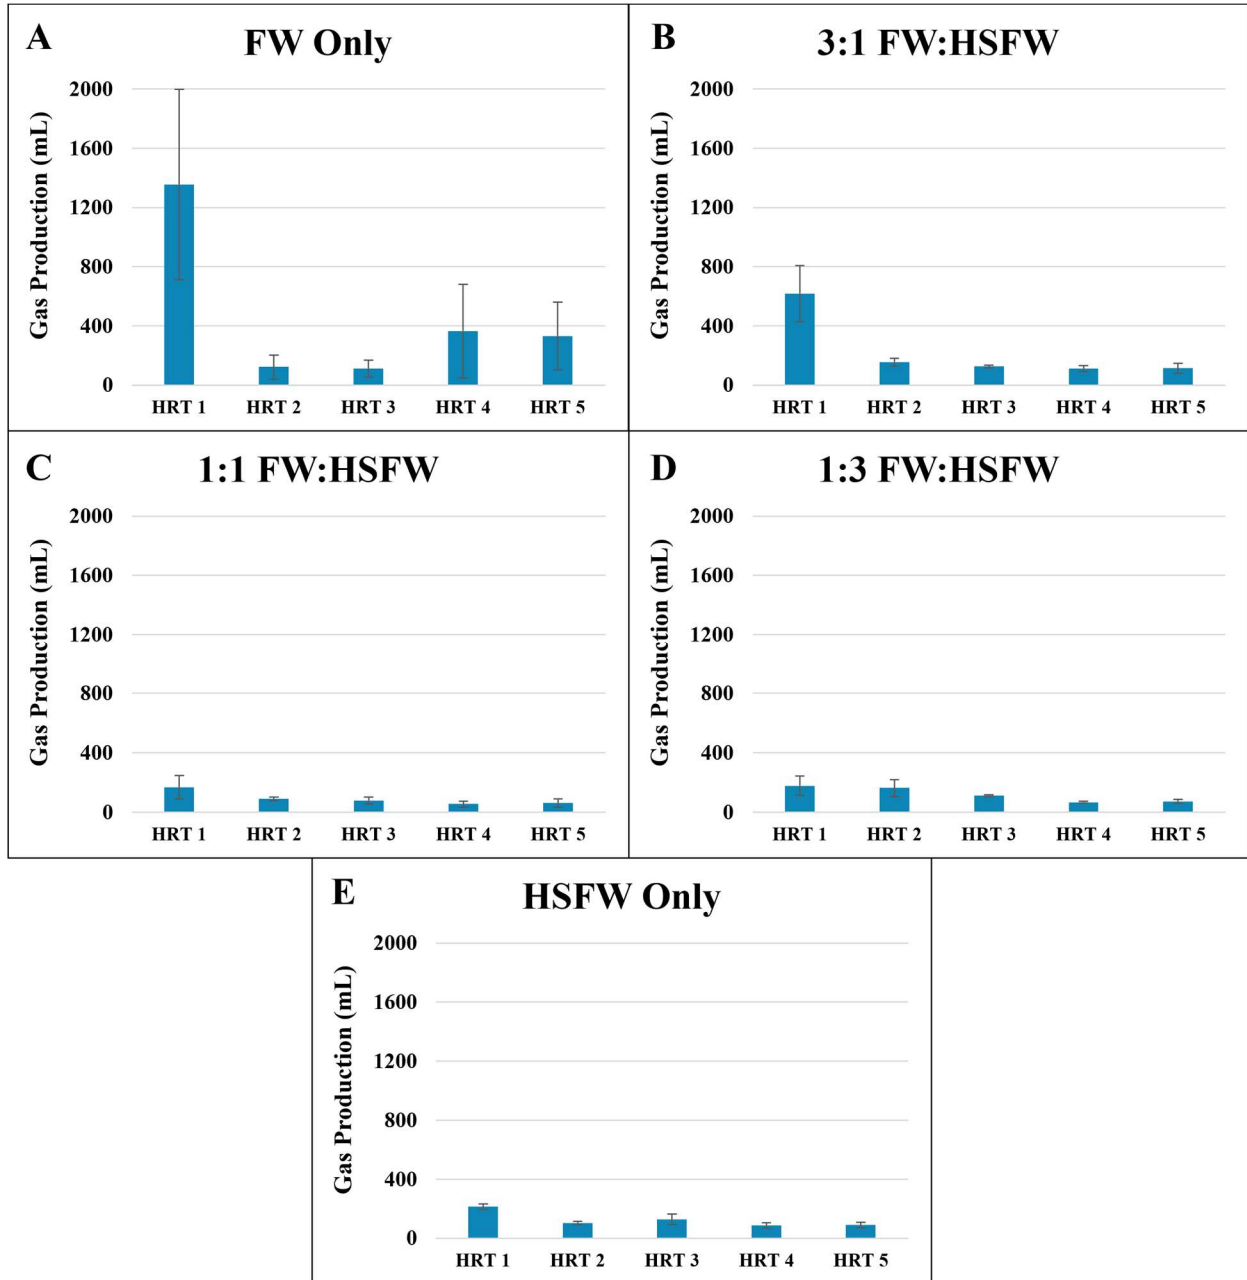 A
FW Only
Gas Production (mL)
2000
1600
1200
800
400
0
HRT 1 HRT 2 HRT 3 HRT 4 HRT 5
B
3:1 FW:HSFW
Gas Production (mL)
2000
1600
1200
800
400
0
HRT 1 HRT 2 HRT 3 HRT 4 HRT 5
C
1:1 FW:HSFW
Gas Production (mL)
2000
1600
1200
800
400
0
HRT 1 HRT 2 HRT 3 HRT 4 HRT 5
D
1:3 FW:HSFW
Gas Production (mL)
2000
1600
1200
800
400
0
HRT 1 HRT 2 HRT 3 HRT 4 HRT 5
E
HSFW Only
Gas Production (mL)
2000
1600
1200
800
400
0
HRT 1 HRT 2 HRT 3 HRT 4 HRT 5